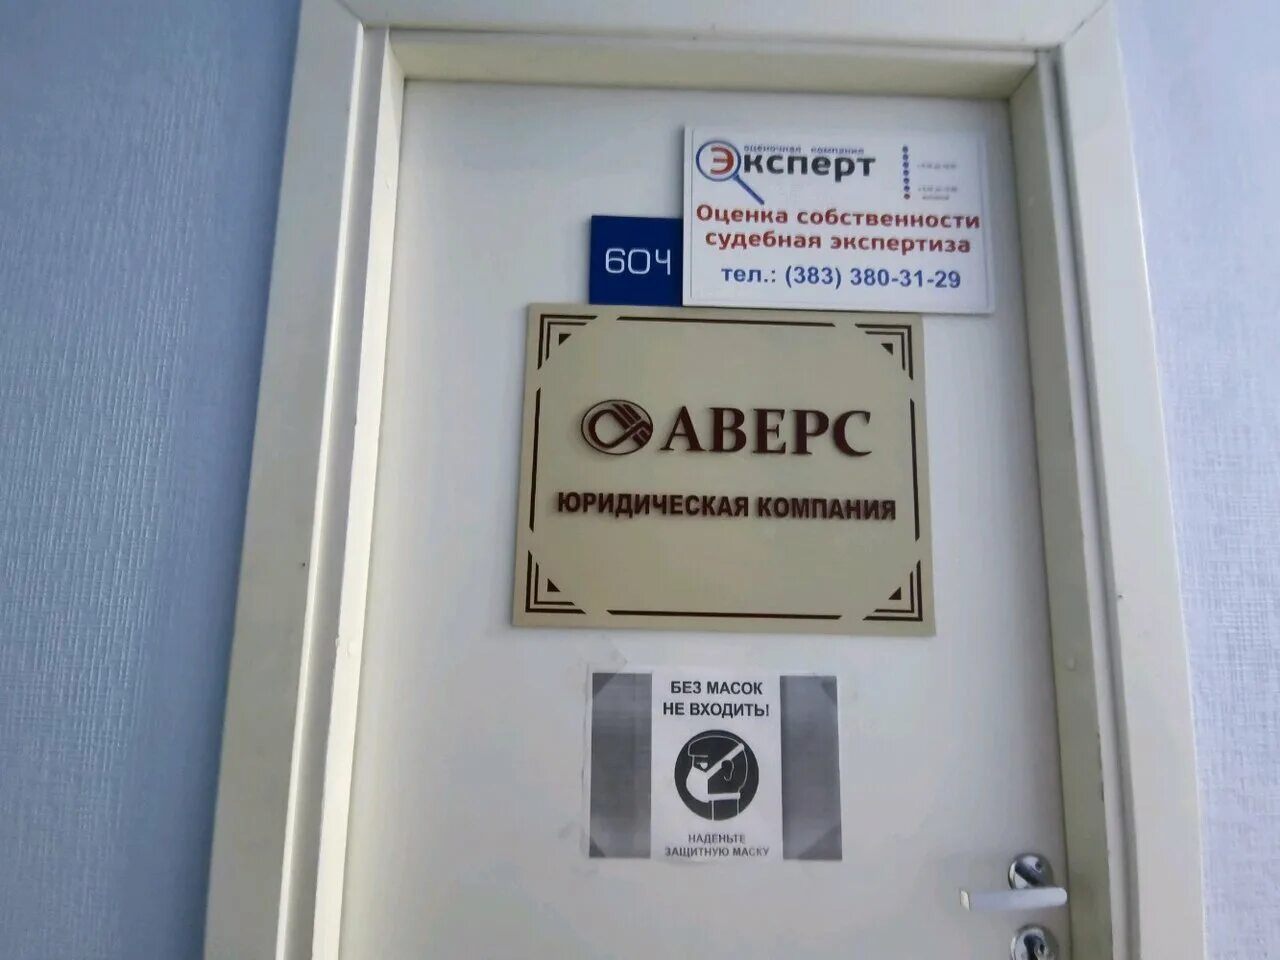 оценочная компания
Эксперт
Оценка собственности
судебная экспертиза
тел.: (383) 380-31-29
604
АВЕРС
ЮРИДИЧЕСКАЯ КОМПАНИЯ
БЕЗ МАСОК
НЕ ВХОДИТЬ!
НАДЕНЬТЕ
ЗАЩИТНУЮ МАСКУ